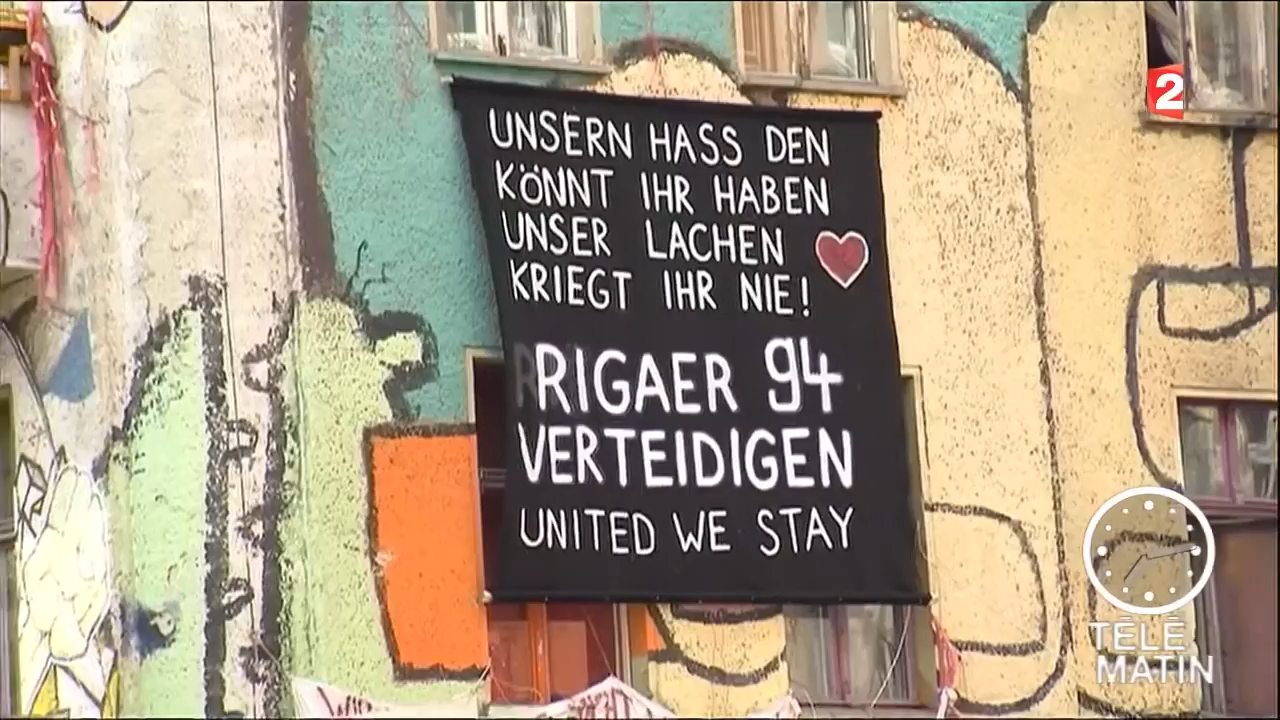 2
UNSERN HASS DEN
KÖNNT IHR HABEN
UNSER LACHEN
KRIEGT IHR NIE!
RIGAER 94
VERTEIDIGEN
UNITED WE STAY
TÉLÉ
MATIN